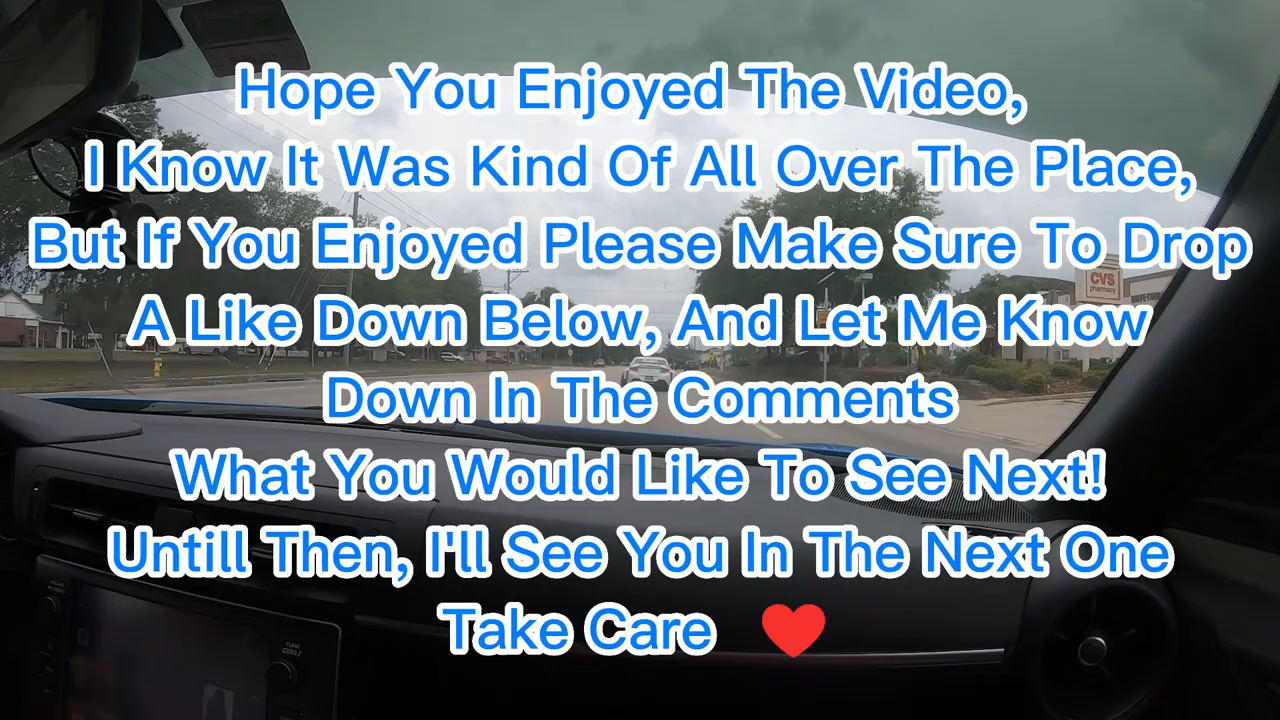 Hope You Enjoyed The Video,
I Know It Was Kind Of All Over The Place,
But If You Enjoyed Please Make Sure To Drop
A Like Down Below, And Let Me Know
Down In The Comments
What You Would Like To See Next!
Untill Then, I'll See You In The Next One
Take Care ❤️
CVS
pharmacy
TUNE